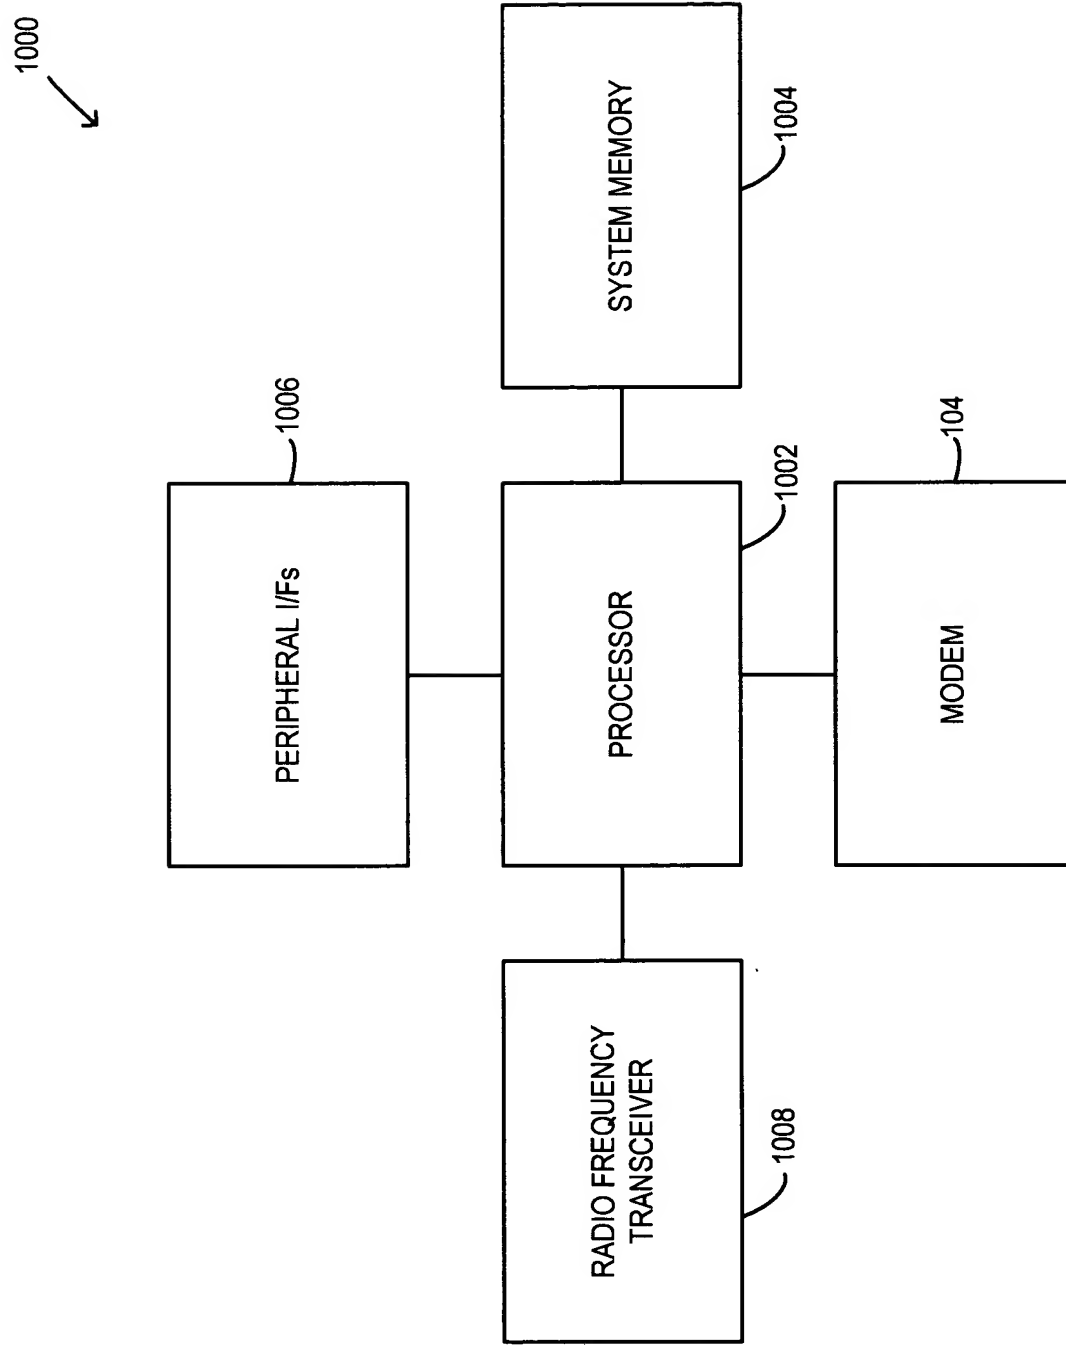 1000
PERIPHERAL I/Fs
1006
RADIO FREQUENCY
TRANSCEIVER
1008
PROCESSOR
1002
SYSTEM MEMORY
1004
MODEM
104